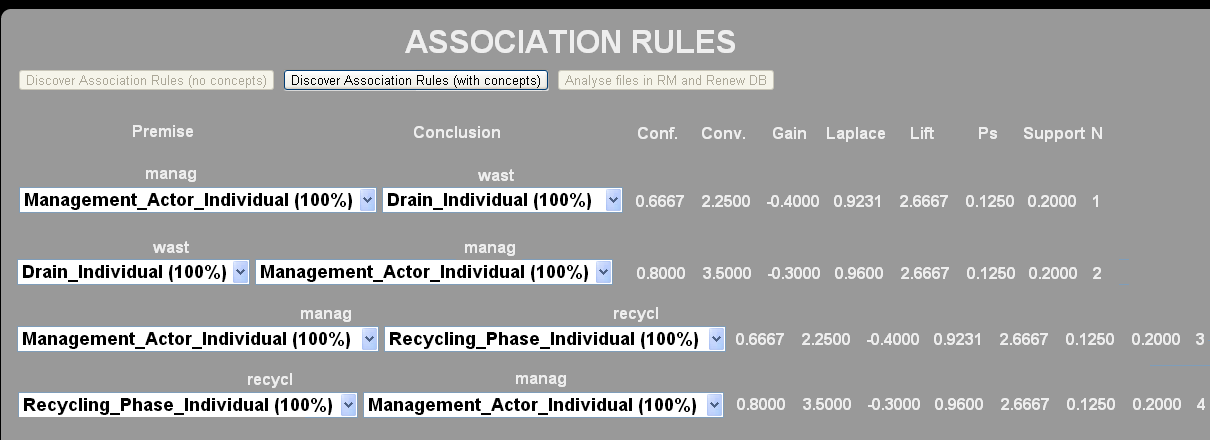 ASSOCIATION RULES
Discover Association Rules (no concepts) Discover Association Rules (with concepts) Analyse files in RM and Renew DB
Premise Conclusion Conf. Conv. Gain Laplace Lift Ps Support N
manag wast
Management_Actor_Individual (100%) Drain_Individual (100%) 0.6667 2.2500 -0.4000 0.9231 2.6667 0.1250 0.2000 1
wast manag
Drain_Individual (100%) Management_Actor_Individual (100%) 0.8000 3.5000 -0.3000 0.9600 2.6667 0.1250 0.2000 2
manag recycl
Management_Actor_Individual (100%) Recycling_Phase_Individual (100%) 0.6667 2.2500 -0.4000 0.9231 2.6667 0.1250 0.2000 3
recycl manag
Recycling_Phase_Individual (100%) Management_Actor_Individual (100%) 0.8000 3.5000 -0.3000 0.9600 2.6667 0.1250 0.2000 4